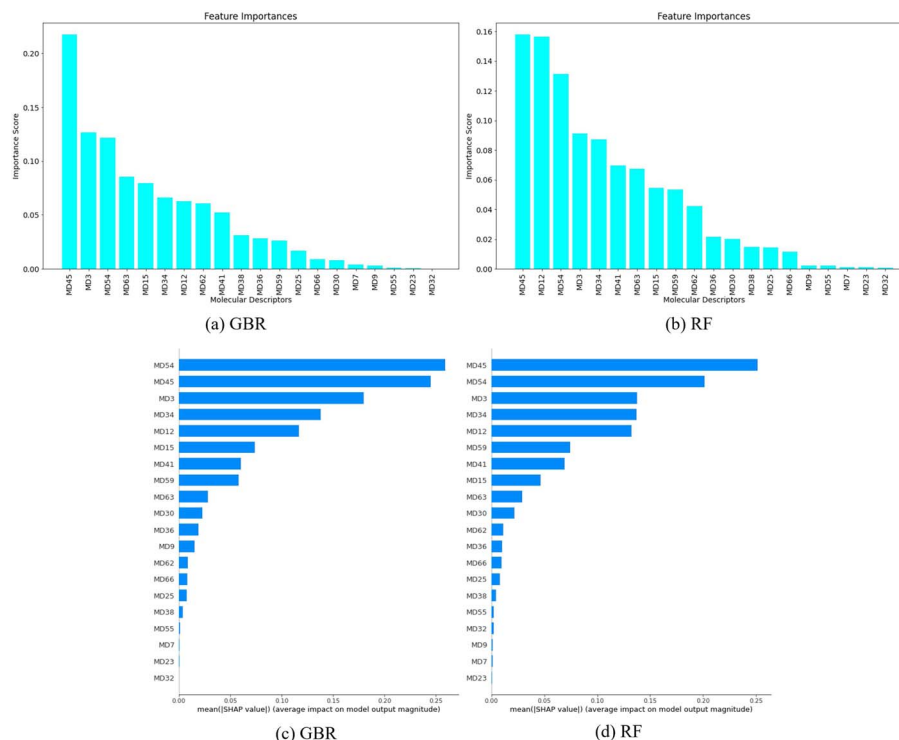 Feature Importances
Importance Score
0.20
0.15
0.10
0.05
0.00
MD45 MD3 MD54 MD63 MD15 MD34 MD12 MD62 MD41 MD38 MD36 MD59 MD25 MD66 MD30 MD7 MD9 MD55 MD23 MD32
Molecular Descriptors
(a) GBR
Feature Importances
Importance Score
0.16
0.14
0.12
0.10
0.08
0.06
0.04
0.02
0.00
MD45 MD12 MD54 MD3 MD34 MD41 MD63 MD15 MD59 MD62 MD36 MD30 MD38 MD25 MD66 MD9 MD55 MD7 MD23 MD32
Molecular Descriptors
(b) RF
MD54
MD45
MD3
MD34
MD12
MD15
MD41
MD59
MD63
MD30
MD36
MD9
MD62
MD66
MD25
MD38
MD55
MD7
MD23
MD32
0.00 0.05 0.10 0.15 0.20 0.25
mean(|SHAP value|) (average impact on model output magnitude)
(c) GBR
MD45
MD54
MD3
MD34
MD12
MD59
MD41
MD15
MD63
MD30
MD62
MD36
MD66
MD25
MD38
MD55
MD32
MD9
MD7
MD23
0.00 0.05 0.10 0.15 0.20 0.25
mean(|SHAP value|) (average impact on model output magnitude)
(d) RF